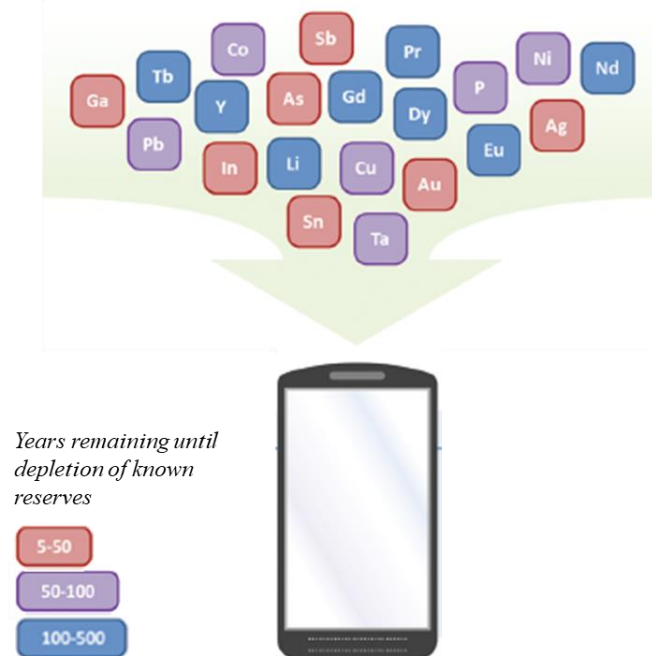 Sb
Co
Pr
Ni
Nd
Tb
P
Ga
Y
As
Gd
Dy
Ag
Pb
Eu
In
Li
Cu
Au
Sn
Ta
Years remaining until
depletion of known
reserves
5-50
50-100
100-500